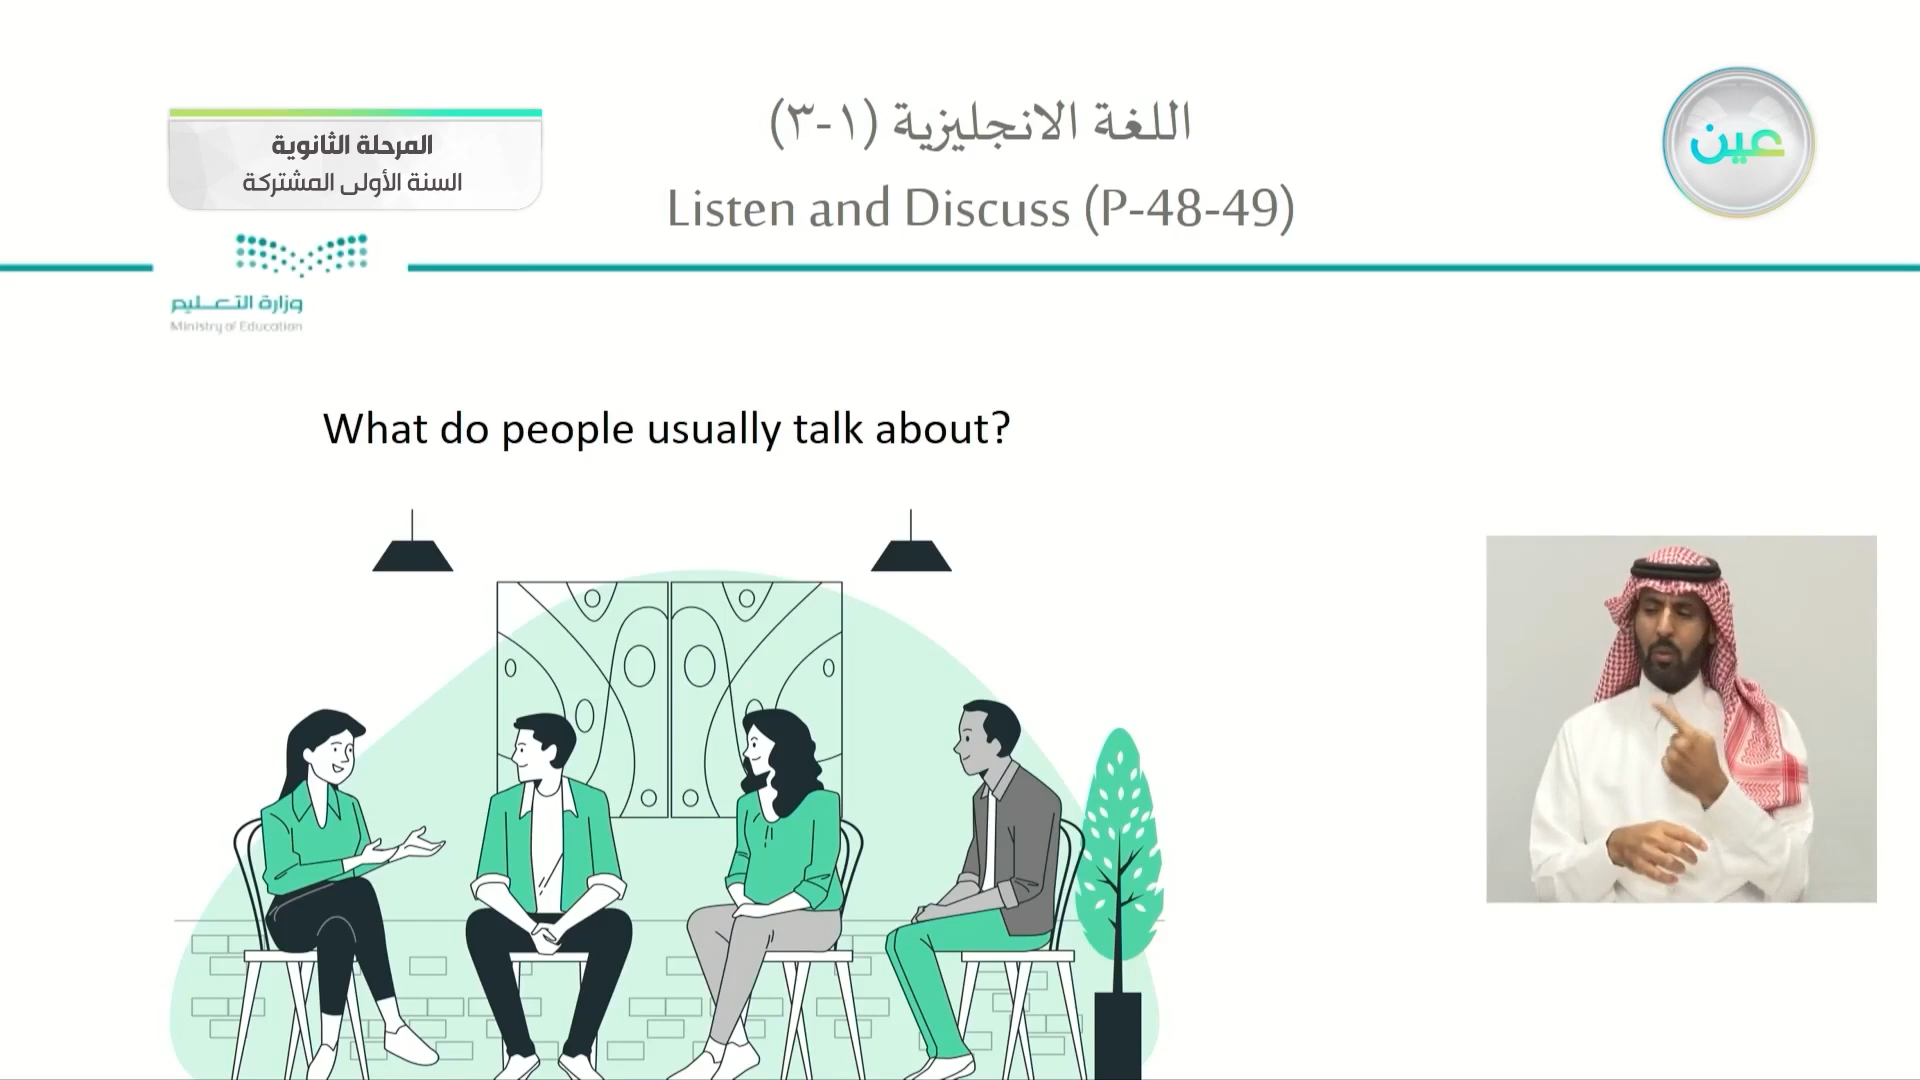 المرحلة الثانوية
السنة الأولى المشتركة
اللغة الانجليزية (١-٣)
Listen and Discuss (P-48-49)
عين
وزارة التعليم
Ministry of Education
What do people usually talk about?